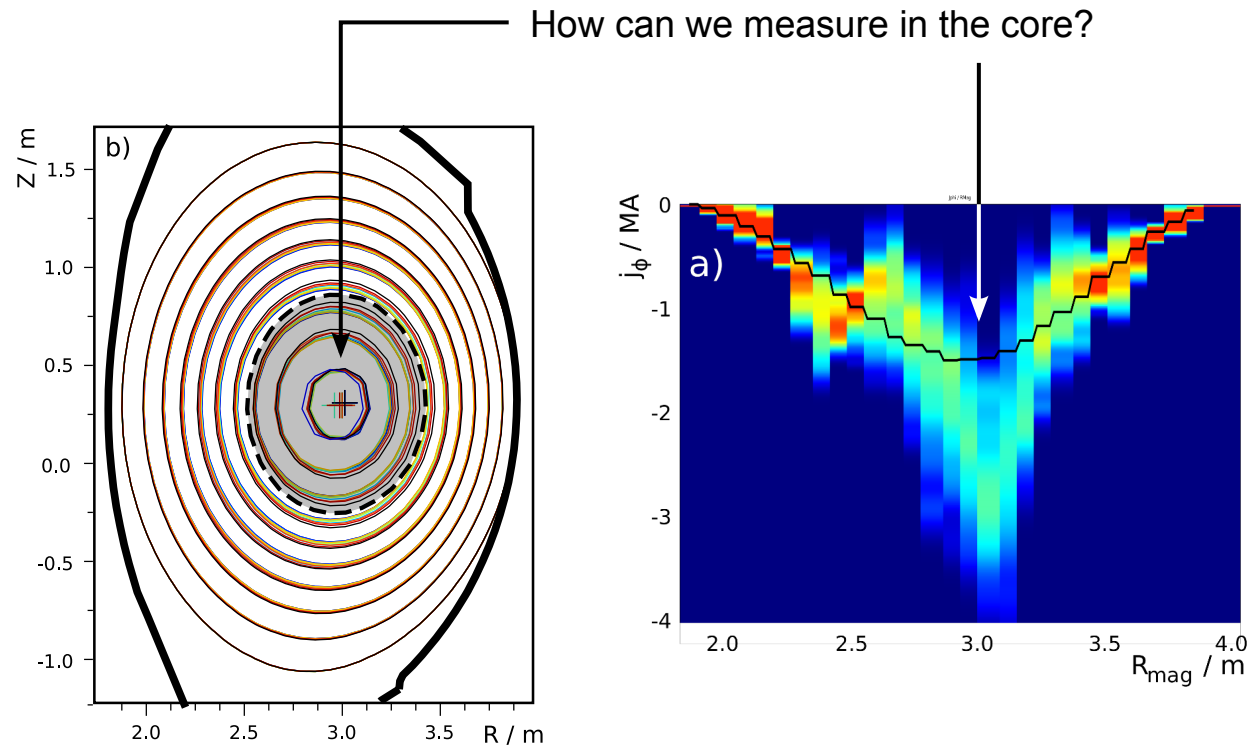 How can we measure in the core?
b)
Z / m
1.5
1.0
0.5
0.0
-0.5
-1.0
2.0 2.5 3.0 3.5
R / m
a)
j_ϕ / MA
0
-1
-2
-3
-4
2.0 2.5 3.0 3.5 4.0
R_mag / m